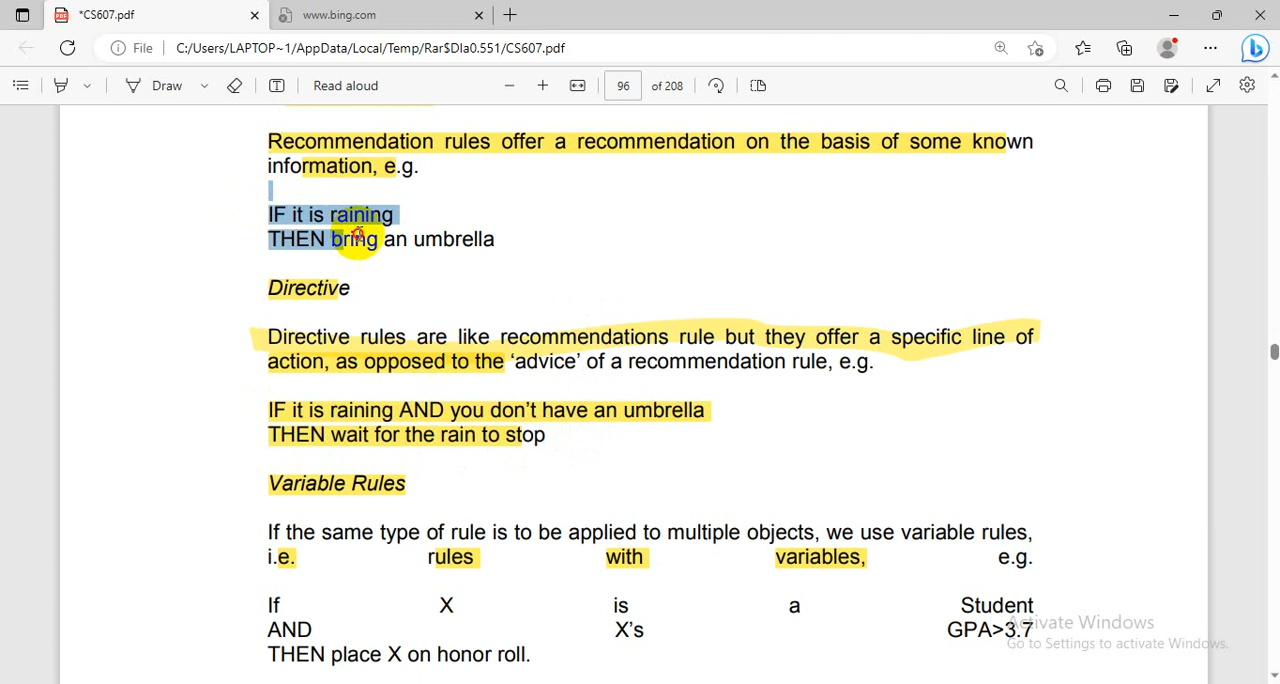 *CS607.pdf
www.bing.com
File
C:/Users/LAPTOP~1/AppData/Local/Temp/Rar$DIa0.551/CS607.pdf
Draw
Read aloud
96
of 208
Recommendation rules offer a recommendation on the basis of some known
information, e.g.
IF it is raining
THEN bring an umbrella
Directive
Directive rules are like recommendations rule but they offer a specific line of
action, as opposed to the ‘advice’ of a recommendation rule, e.g.
IF it is raining AND you don’t have an umbrella
THEN wait for the rain to stop
Variable Rules
If the same type of rule is to be applied to multiple objects, we use variable rules,
i.e. rules with variables, e.g.
If X is a Student
AND X’s GPA>3.7
THEN place X on honor roll.
Activate Windows
Go to Settings to activate Windows.